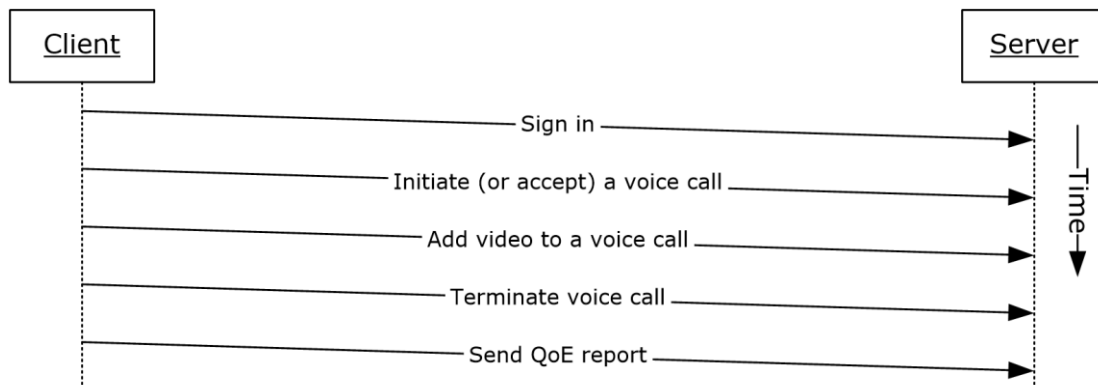 Client
Server
Sign in
Initiate (or accept) a voice call
Time
Add video to a voice call
Terminate voice call
Send QoE report